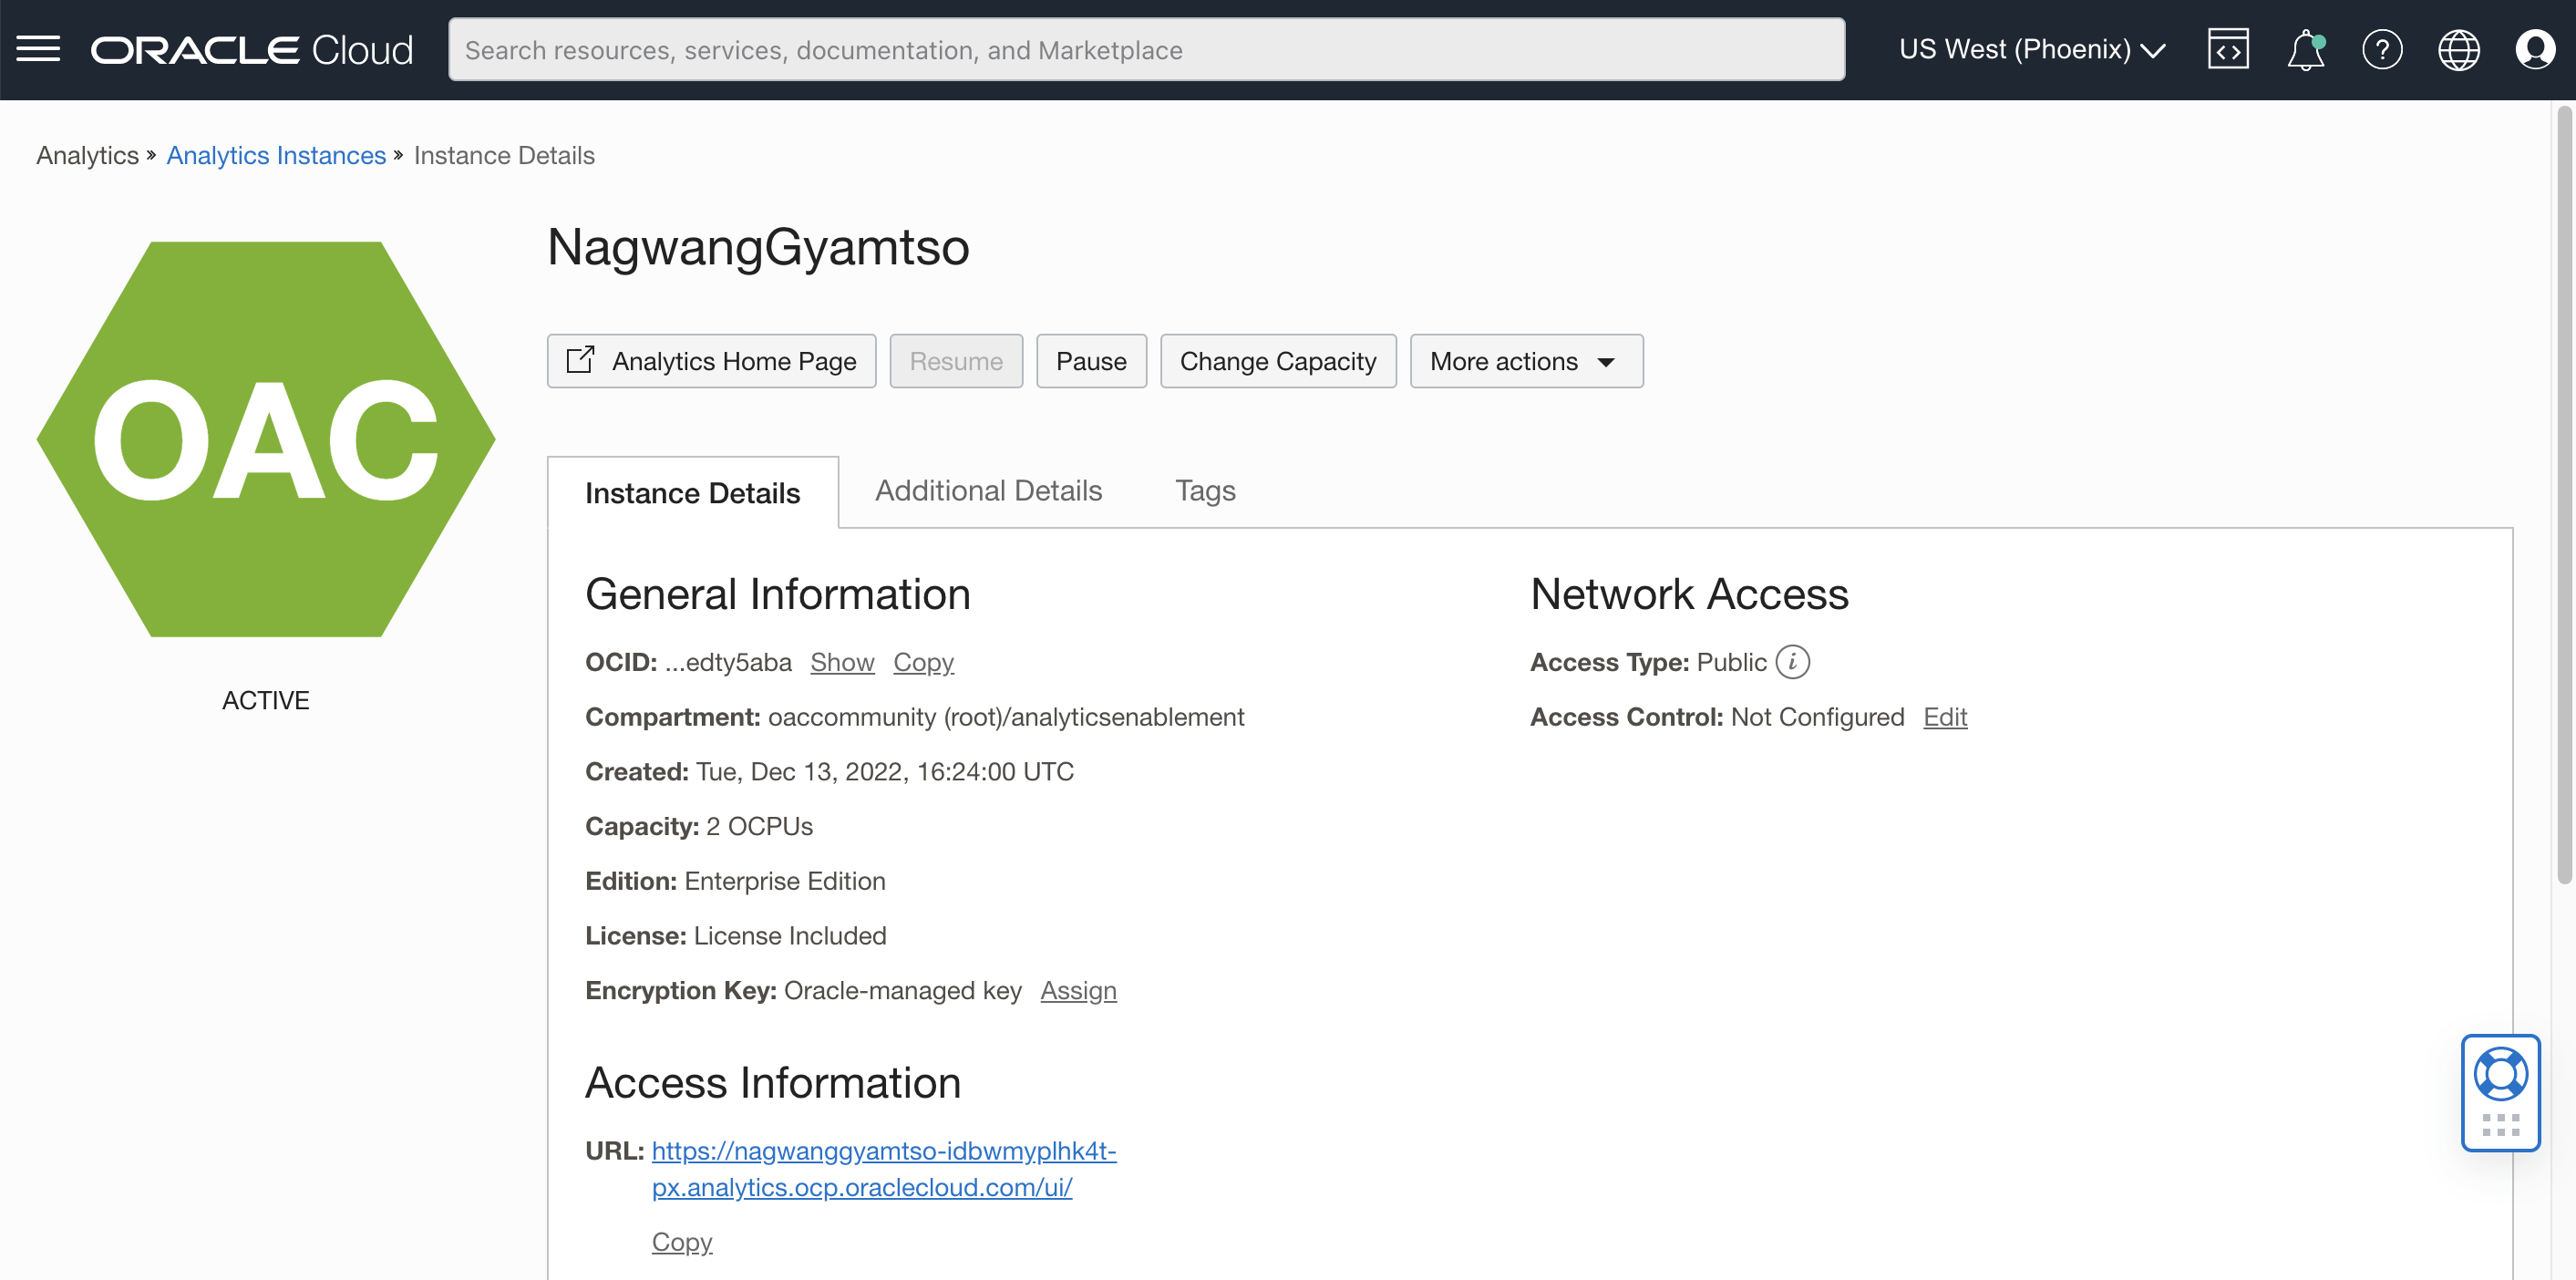 ORACLE Cloud
Search resources, services, documentation, and Marketplace
US West (Phoenix)
Analytics » Analytics Instances » Instance Details
OAC
ACTIVE
NagwangGyamtso
Analytics Home Page
Resume
Pause
Change Capacity
More actions
Instance Details
Additional Details
Tags
General Information
OCID: ...edty5aba Show Copy
Compartment: oaccommunity (root)/analyticsenablement
Created: Tue, Dec 13, 2022, 16:24:00 UTC
Capacity: 2 OCPUs
Edition: Enterprise Edition
License: License Included
Encryption Key: Oracle-managed key Assign
Access Information
URL: https://nagwanggyamtso-idbwmyplhk4t-
px.analytics.ocp.oraclecloud.com/ui/
Copy
Network Access
Access Type: Public
Access Control: Not Configured Edit